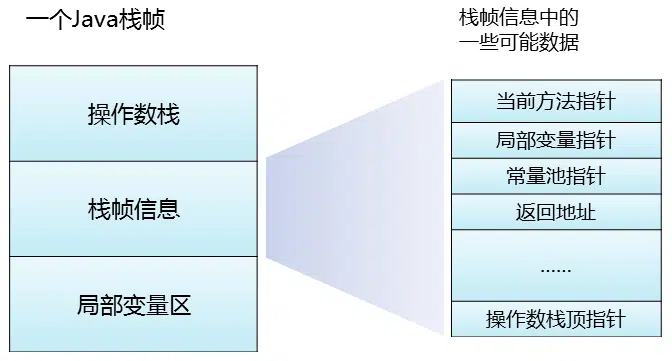 一个Java栈帧
操作数栈
栈帧信息
局部变量区
栈帧信息中的
一些可能数据
当前方法指针
局部变量指针
常量池指针
返回地址
……
操作数栈顶指针